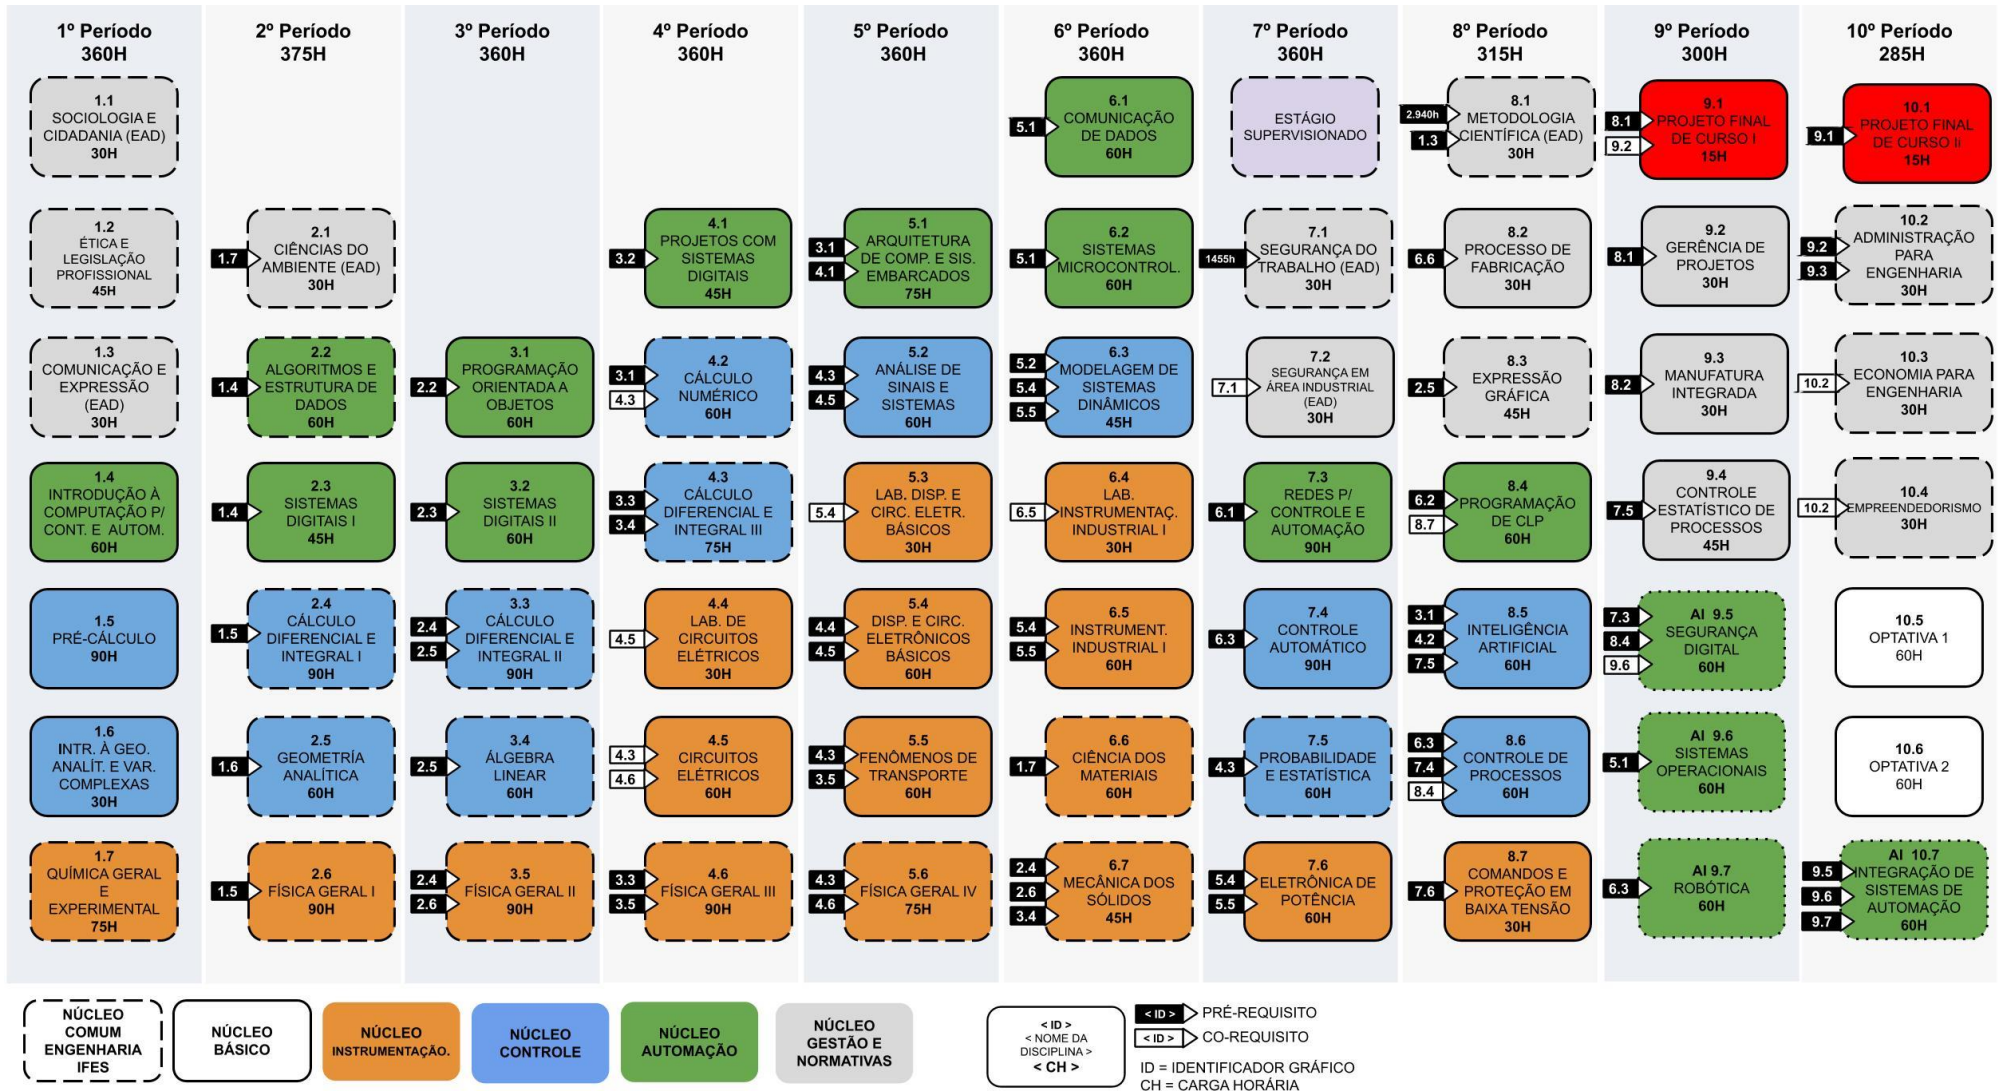 1º Período
360H
1.1
SOCIOLOGIA E
CIDADANIA (EAD)
30H
1.2
ÉTICA E
LEGISLAÇÃO
PROFISSIONAL
45H
1.3
COMUNICAÇÃO E
EXPRESSÃO
(EAD)
30H
1.4
INTRODUÇÃO À
COMPUTAÇÃO P/
CONT. E AUTOM.
60H
1.5
PRÉ-CÁLCULO
90H
1.6
INTR. À GEO.
ANALÍT. E VAR.
COMPLEXAS
30H
1.7
QUÍMICA GERAL
E
EXPERIMENTAL
75H
2º Período
375H
1.7
2.1
CIÊNCIAS DO
AMBIENTE (EAD)
30H
1.4
2.2
ALGORITMOS E
ESTRUTURA DE
DADOS
60H
1.4
2.3
SISTEMAS
DIGITAIS I
45H
1.5
2.4
CÁLCULO
DIFERENCIAL E
INTEGRAL I
90H
1.6
2.5
GEOMETRÍA
ANALÍTICA
60H
1.5
2.6
FÍSICA GERAL I
90H
3º Período
360H
2.2
3.1
PROGRAMAÇÃO
ORIENTADA A
OBJETOS
60H
2.3
3.2
SISTEMAS
DIGITAIS II
60H
2.4
2.5
3.3
CÁLCULO
DIFERENCIAL E
INTEGRAL II
90H
2.5
3.4
ÁLGEBRA
LINEAR
60H
2.4
2.6
3.5
FÍSICA GERAL II
90H
4º Período
360H
3.2
4.1
PROJETOS COM
SISTEMAS
DIGITAIS
45H
3.1
4.3
4.2
CÁLCULO
NUMÉRICO
60H
3.3
3.4
4.3
CÁLCULO
DIFERENCIAL E
INTEGRAL III
75H
4.5
4.4
LAB. DE
CIRCUITOS
ELÉTRICOS
30H
4.3
4.6
4.5
CIRCUITOS
ELÉTRICOS
60H
3.3
3.5
4.6
FÍSICA GERAL III
90H
5º Período
360H
3.1
4.1
5.1
ARQUITETURA
DE COMP. E SIS.
EMBARCADOS
75H
4.3
4.5
5.2
ANÁLISE DE
SINAIS E
SISTEMAS
60H
5.4
5.3
LAB. DISP. E
CIRC. ELETR.
BÁSICOS
30H
4.4
4.5
5.4
DISP. E CIRC.
ELETRÔNICOS
BÁSICOS
60H
4.3
3.5
5.5
FENÔMENOS DE
TRANSPORTE
60H
4.3
4.6
5.6
FÍSICA GERAL IV
75H
6º Período
360H
5.1
6.1
COMUNICAÇÃO
DE DADOS
60H
5.1
6.2
SISTEMAS
MICROCONTROL.
60H
5.2
5.4
5.5
6.3
MODELAGEM DE
SISTEMAS
DINÂMICOS
45H
6.5
6.4
LAB.
INSTRUMENTAÇ.
INDUSTRIAL I
30H
5.4
5.5
6.5
INSTRUMENT.
INDUSTRIAL I
60H
1.7
6.6
CIÊNCIA DOS
MATERIAIS
60H
2.4
2.6
3.4
6.7
MECÂNICA DOS
SÓLIDOS
45H
7º Período
360H
ESTÁGIO
SUPERVISIONADO
1455h
7.1
SEGURANÇA DO
TRABALHO (EAD)
30H
7.1
7.2
SEGURANÇA EM
ÁREA INDUSTRIAL
(EAD)
30H
6.1
7.3
REDES P/
CONTROLE E
AUTOMAÇÃO
90H
6.3
7.4
CONTROLE
AUTOMÁTICO
90H
4.3
7.5
PROBABILIDADE
E ESTATÍSTICA
60H
5.4
5.5
7.6
ELETRÔNICA DE
POTÊNCIA
60H
8º Período
315H
2.940h
1.3
8.1
METODOLOGIA
CIENTÍFICA (EAD)
30H
6.6
8.2
PROCESSO DE
FABRICAÇÃO
30H
2.5
8.3
EXPRESSÃO
GRÁFICA
45H
6.2
8.7
8.4
PROGRAMAÇÃO
DE CLP
60H
3.1
4.2
7.5
8.5
INTELIGÊNCIA
ARTIFICIAL
60H
6.3
7.4
8.4
8.6
CONTROLE DE
PROCESSOS
60H
7.6
8.7
COMANDOS E
PROTEÇÃO EM
BAIXA TENSÃO
30H
9º Período
300H
8.1
9.2
9.1
PROJETO FINAL
DE CURSO I
15H
8.1
9.2
GERÊNCIA DE
PROJETOS
30H
8.2
9.3
MANUFATURA
INTEGRADA
30H
7.5
9.4
CONTROLE
ESTATÍSTICO DE
PROCESSOS
45H
7.3
8.4
9.6
AI 9.5
SEGURANÇA
DIGITAL
60H
5.1
AI 9.6
SISTEMAS
OPERACIONAIS
60H
6.3
AI 9.7
ROBÓTICA
60H
10º Período
285H
9.1
10.1
PROJETO FINAL
DE CURSO II
15H
9.2
9.3
10.2
ADMINISTRAÇÃO
PARA
ENGENHARIA
30H
10.2
10.3
ECONOMIA PARA
ENGENHARIA
30H
10.2
10.4
EMPREENDEDORISMO
30H
10.5
OPTATIVA 1
60H
10.6
OPTATIVA 2
60H
9.5
9.6
9.7
AI 10.7
INTEGRAÇÃO DE
SISTEMAS DE
AUTOMAÇÃO
60H
NÚCLEO
COMUM
ENGENHARIA
IFES
NÚCLEO
BÁSICO
NÚCLEO
INSTRUMENTAÇÃO.
NÚCLEO
CONTROLE
NÚCLEO
AUTOMAÇÃO
NÚCLEO
GESTÃO E
NORMATIVAS
< ID >
< NOME DA
DISCIPLINA >
< CH >
< ID > PRÉ-REQUISITO
< ID > CO-REQUISITO
ID = IDENTIFICADOR GRÁFICO
CH = CARGA HORÁRIA